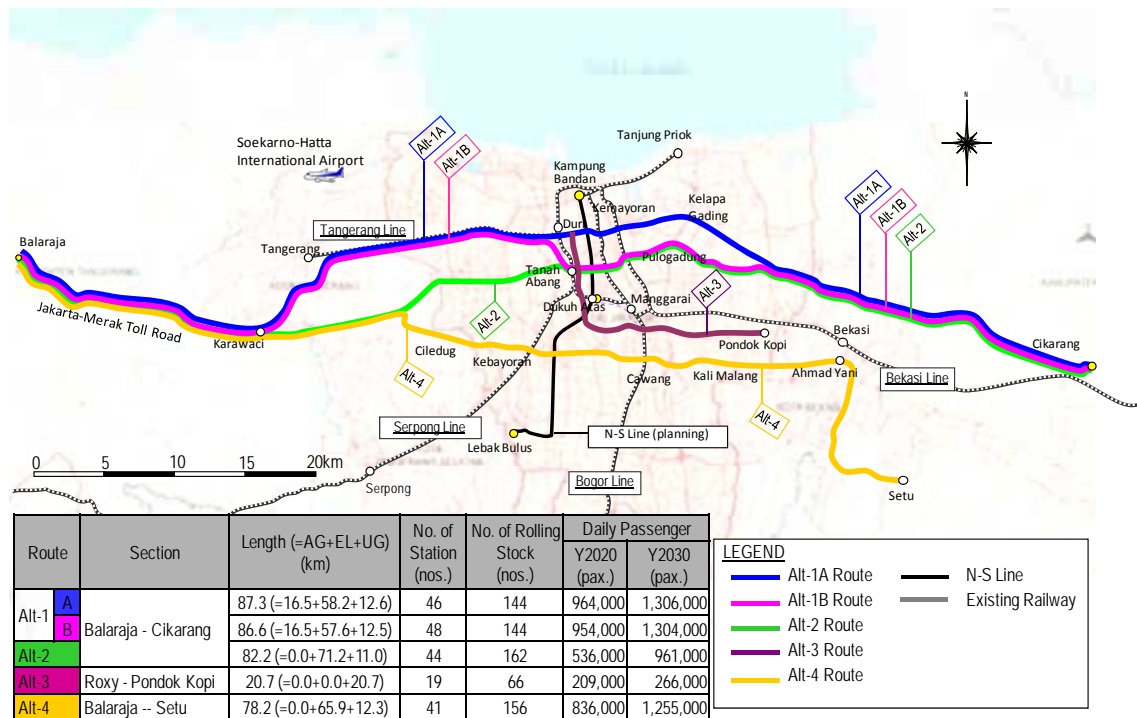 Soekarno-Hatta
International Airport
Alt-1A
Alt-1B
Tanjung Priok
Kampung
Bandan
Kemayoran
Kelapa
Gading
Alt-1A
Alt-1B
Alt-2
N
Duri
Tangerang Line
Tangerang
Balaraja
Tanah
Abang
Pulogadung
Jakarta-Merak Toll Road
Karawaci
Alt-2
Dukuh Atas
Manggarai
Alt-3
Pondok Kopi
Bekasi
Cikarang
Ciledug
Kebayoran
Alt-4
Cawang
Kali Malang
Ahmad Yani
Bekasi Line
Alt-4
Serpong Line
Lebak Bulus
N-S Line (planning)
0 5 10 15 20km
Serpong
Bogor Line
Setu
Route Section Length (=AG+EL+UG) (km) No. of Station (nos.) No. of Rolling Stock (nos.) Daily Passenger
Y2020 (pax.) Y2030 (pax.)
Alt-1 A Balaraja - Cikarang 87.3 (=16.5+58.2+12.6) 46 144 964,000 1,306,000
B 86.6 (=16.5+57.6+12.5) 48 144 954,000 1,304,000
Alt-2 82.2 (=0.0+71.2+11.0) 44 162 536,000 961,000
Alt-3 Roxy - Pondok Kopi 20.7 (=0.0+0.0+20.7) 19 66 209,000 266,000
Alt-4 Balaraja -- Setu 78.2 (=0.0+65.9+12.3) 41 156 836,000 1,255,000
LEGEND
Alt-1A Route N-S Line
Alt-1B Route Existing Railway
Alt-2 Route
Alt-3 Route
Alt-4 Route